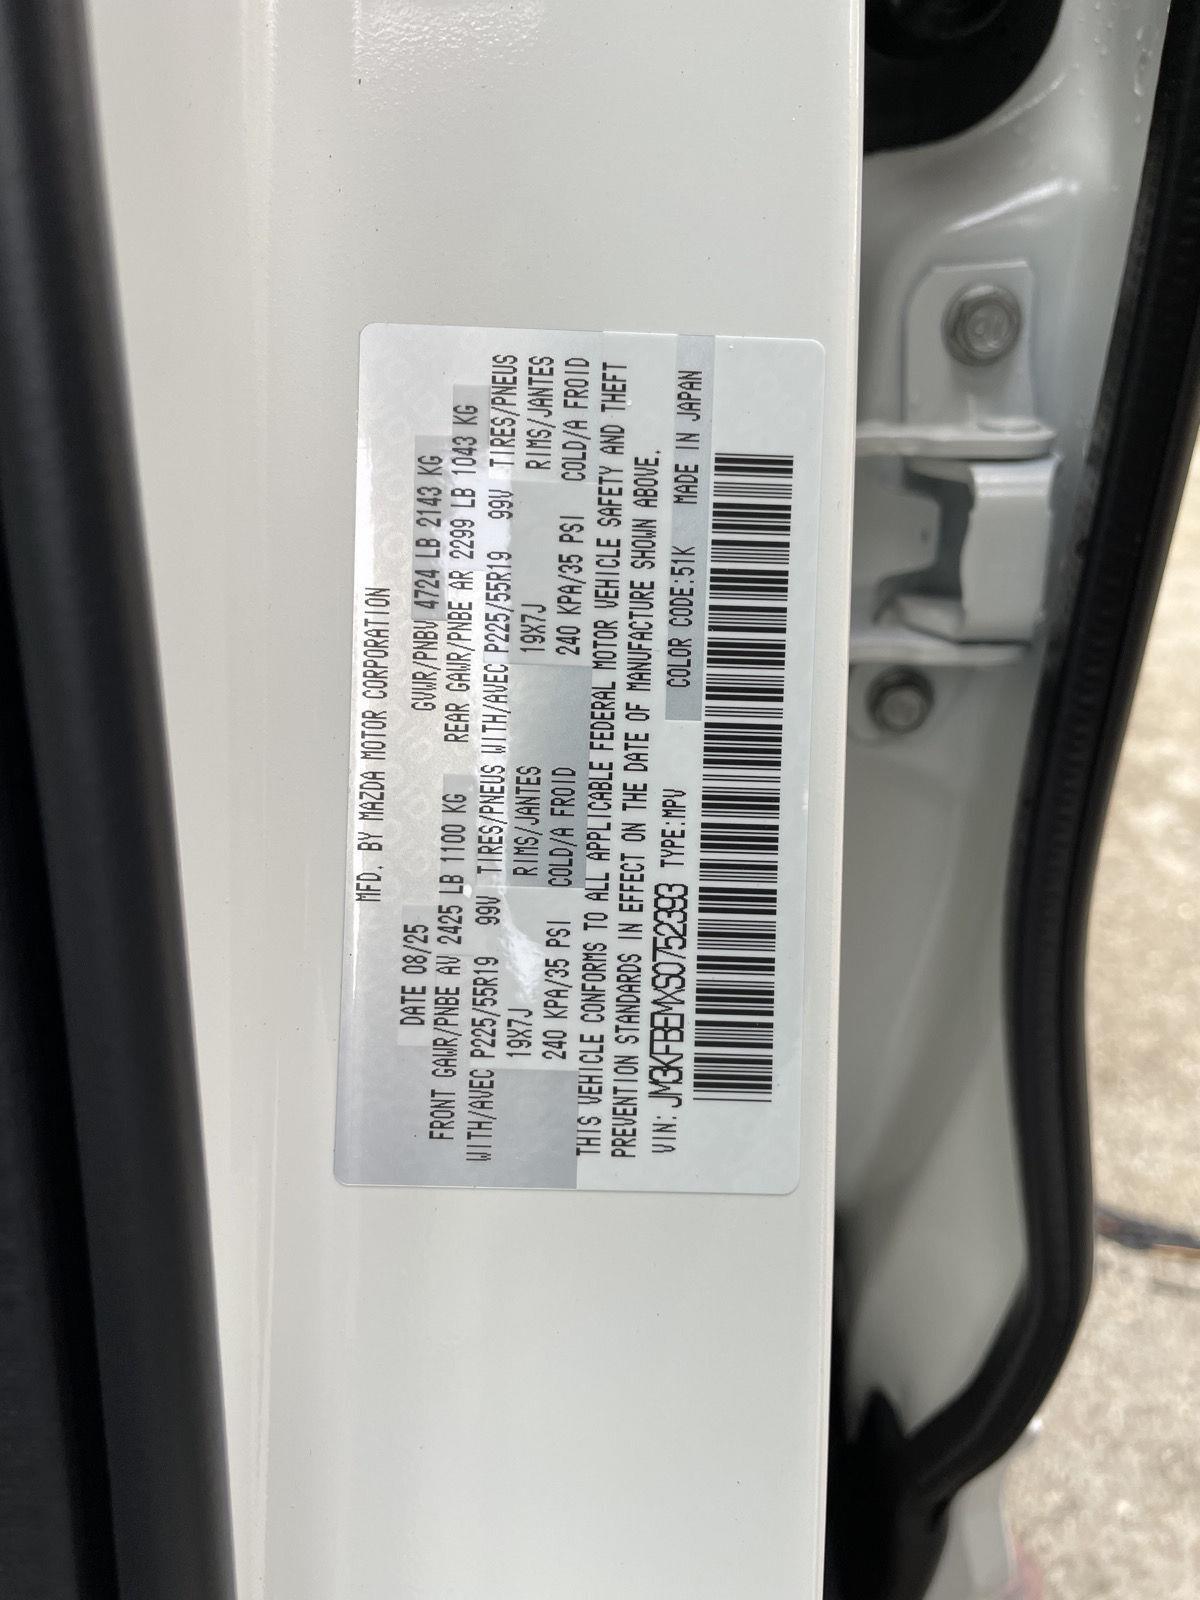 MFD. BY MAZDA MOTOR CORPORATION
DATE 08/25 GVWR/PNBV 4724 LB 2143 KG
FRONT GAWR/PNBE AV 2425 LB 1100 KG REAR GAWR/PNBE AR 2299 LB 1043 KG
WITH/AVEC P225/55R19 99V TIRES/PNEUS WITH/AVEC P225/55R19 99V TIRES/PNEUS
19X7J RIMS/JANTES 19X7J RIMS/JANTES
240 KPA/35 PSI COLD/A FROID 240 KPA/35 PSI COLD/A FROID
THIS VEHICLE CONFORMS TO ALL APPLICABLE FEDERAL MOTOR VEHICLE SAFETY AND THEFT
PREVENTION STANDARDS IN EFFECT ON THE DATE OF MANUFACTURE SHOWN ABOVE.
VIN: JM3KFBEMXS0752393 TYPE:MPV COLOR CODE:51K MADE IN JAPAN